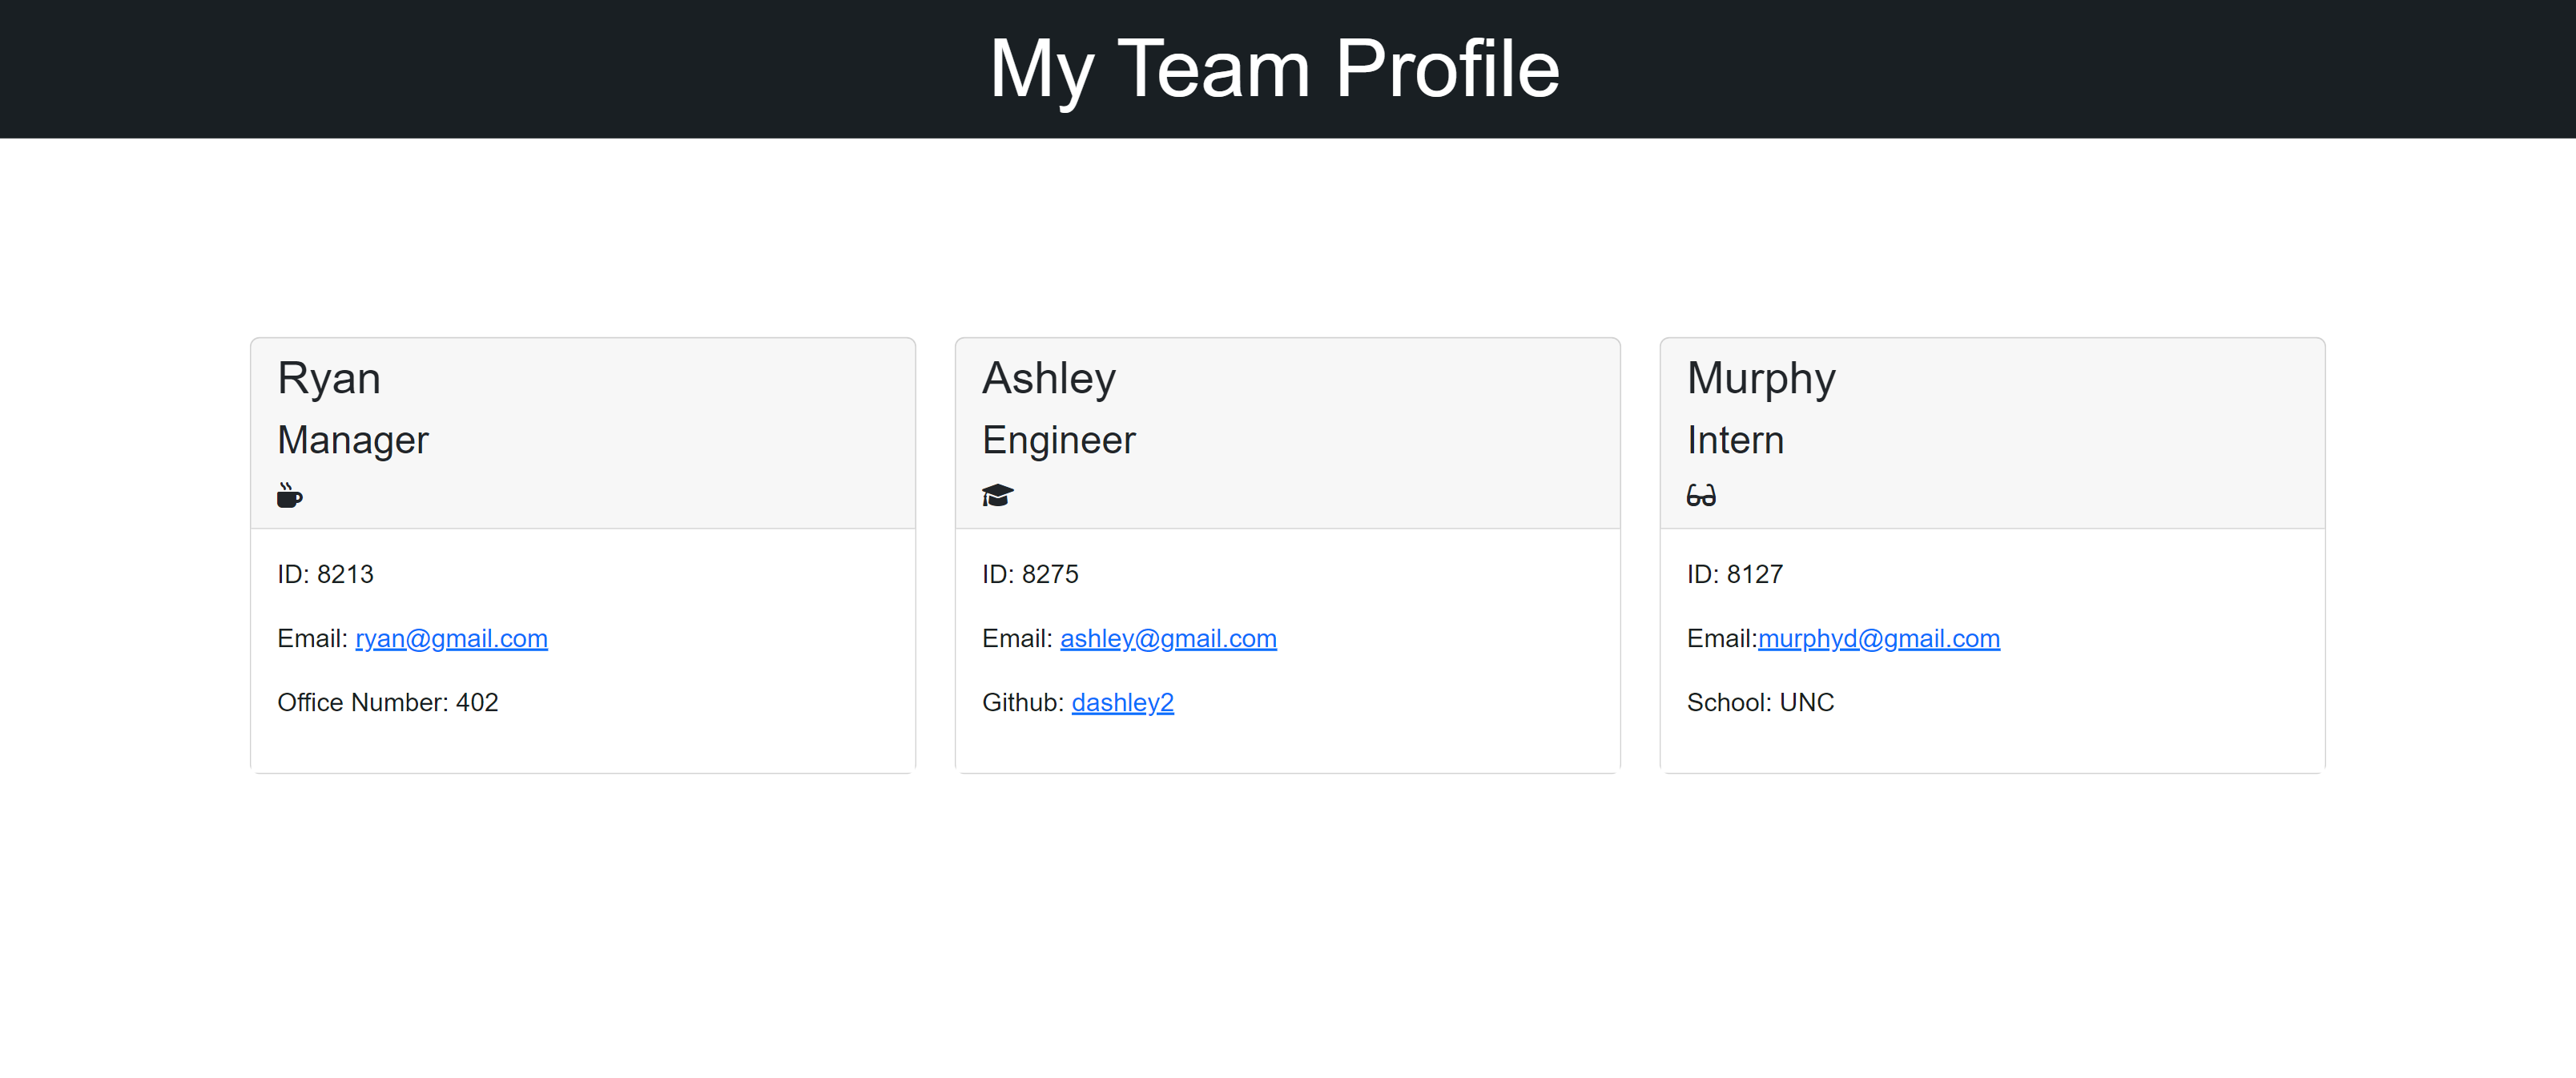 My Team Profile
Ryan
Manager
ID: 8213
Email: ryan@gmail.com
Office Number: 402
Ashley
Engineer
ID: 8275
Email: ashley@gmail.com
Github: dashley2
Murphy
Intern
ID: 8127
Email:murphyd@gmail.com
School: UNC